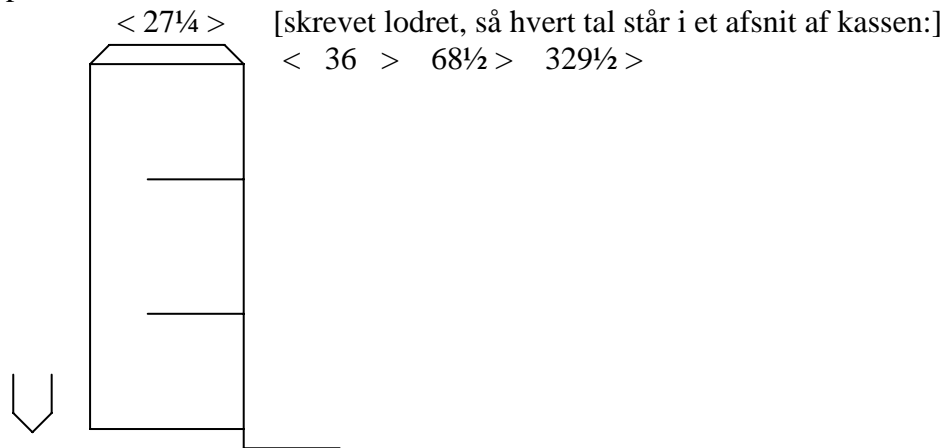 < 27¼ > [skrevet lodret, så hvert tal står i et afsnit af kassen:]
< 36 > 68½ > 329½ >